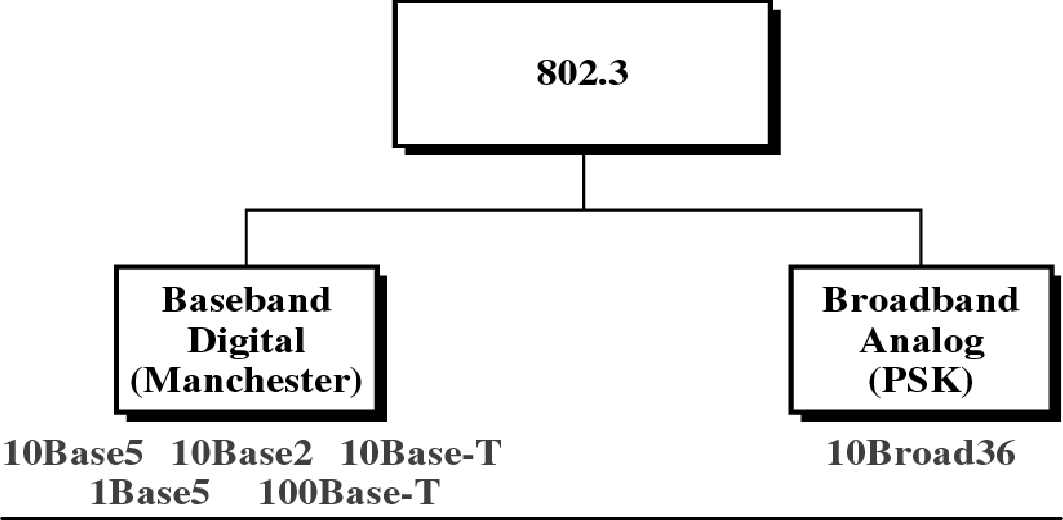 802.3
Baseband
Digital
(Manchester)
Broadband
Analog
(PSK)
10Base5 10Base2 10Base-T
1Base5 100Base-T
10Broad36